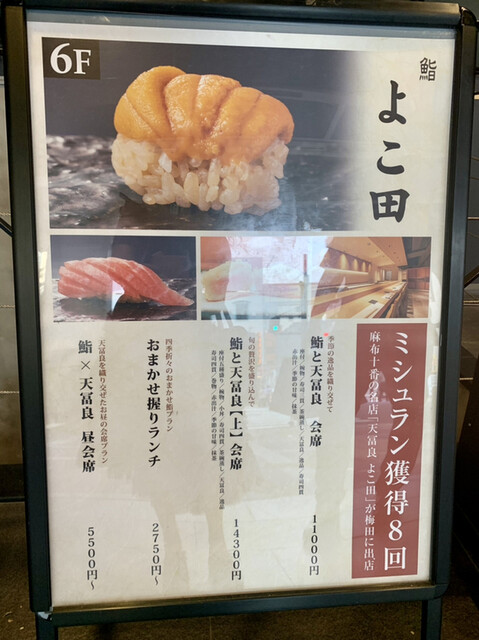 6F
鮨
よこ田
ミシュラン獲得8回
麻布十番の名店「天冨良 よこ田」が梅田に出店
季節の逸品を織り交ぜて
鮨と天冨良 会席
11000円
旬の贅沢を盛り込んで
鮨と天冨良【上】会席
14300円
四季折々のおまかせ鮨プラン
おまかせ握りランチ
2750円〜
天冨良を織り交ぜたお昼の会席プラン
鮨×天冨良 昼会席
5500円〜